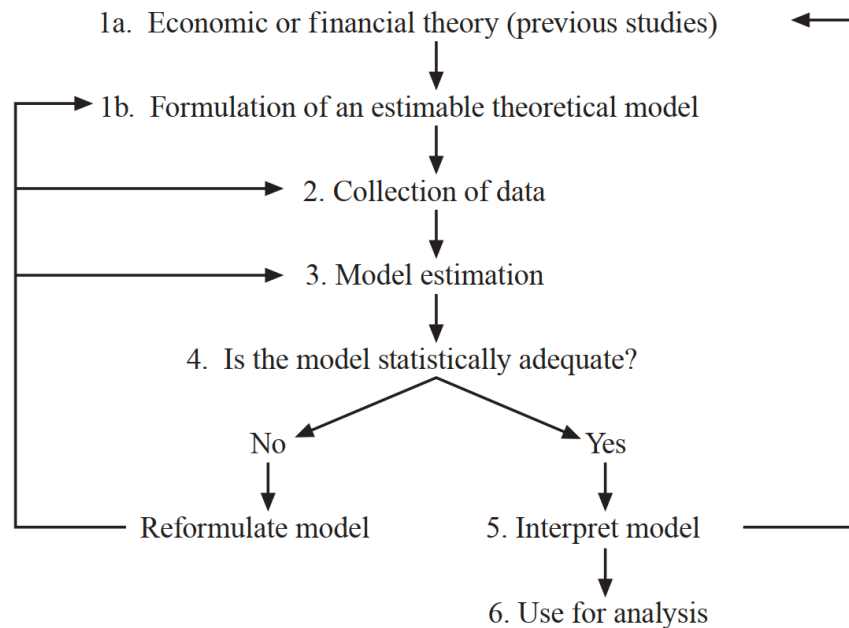 1a. Economic or financial theory (previous studies)
1b. Formulation of an estimable theoretical model
2. Collection of data
3. Model estimation
4. Is the model statistically adequate?
No
Yes
Reformulate model
5. Interpret model
6. Use for analysis